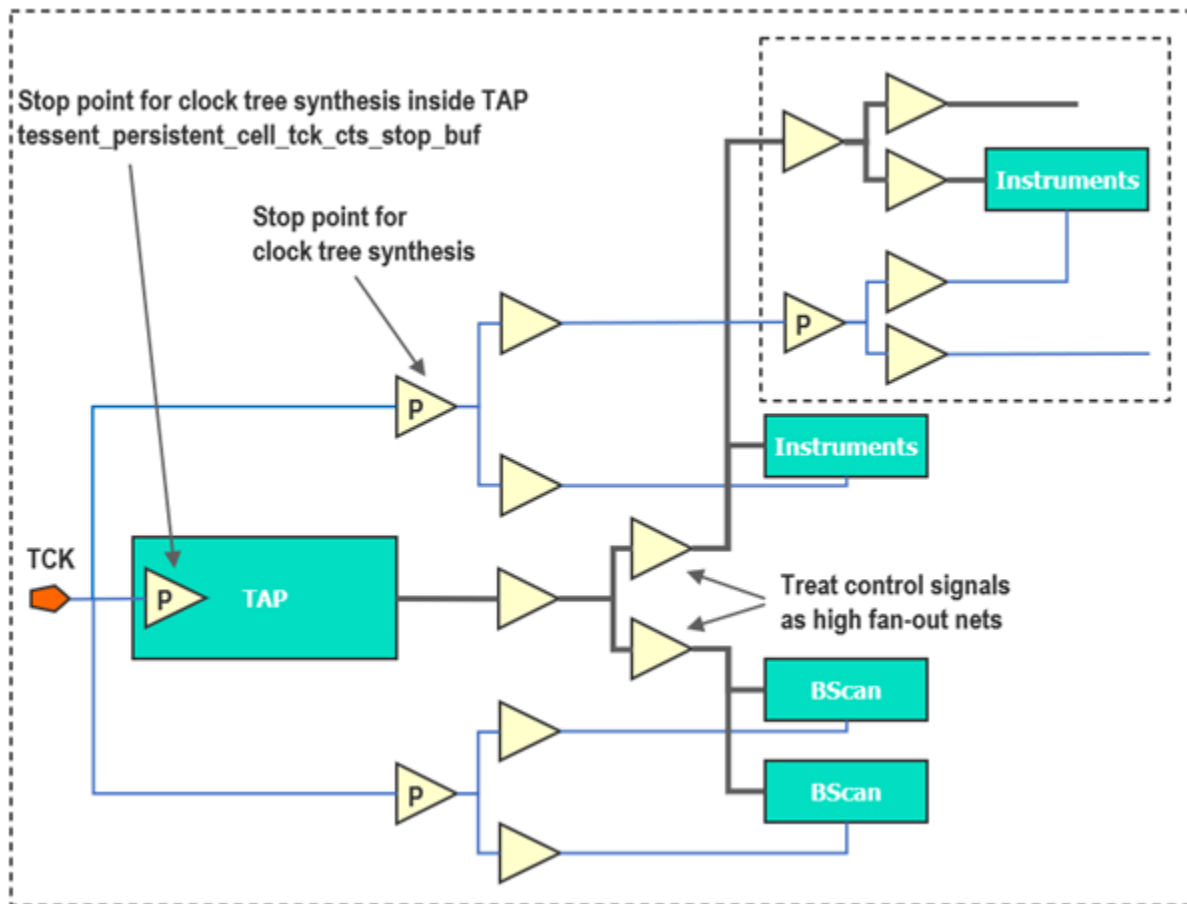 Stop point for clock tree synthesis inside TAP
tessent_persistent_cell_tck_cts_stop_buf
Stop point for
clock tree synthesis
Instruments
P
P
Instruments
TCK
P
TAP
Treat control signals
as high fan-out nets
BScan
P
BScan